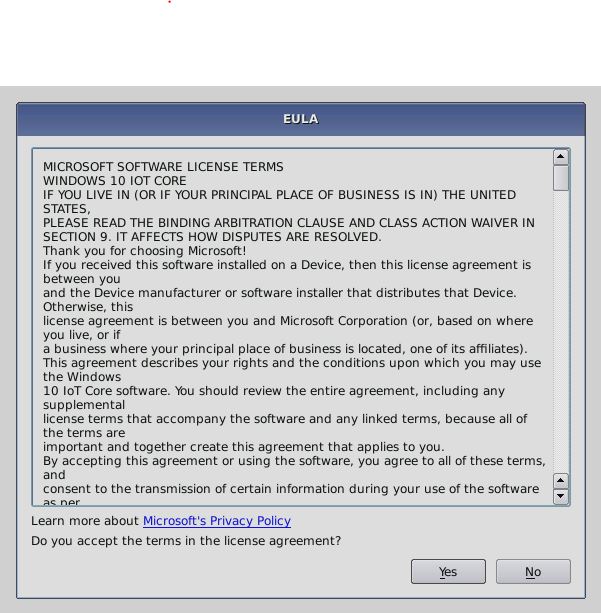 EULA
MICROSOFT SOFTWARE LICENSE TERMS
WINDOWS 10 IOT CORE
IF YOU LIVE IN (OR IF YOUR PRINCIPAL PLACE OF BUSINESS IS IN) THE UNITED
STATES,
PLEASE READ THE BINDING ARBITRATION CLAUSE AND CLASS ACTION WAIVER IN
SECTION 9. IT AFFECTS HOW DISPUTES ARE RESOLVED.
Thank you for choosing Microsoft!
If you received this software installed on a Device, then this license agreement is
between you
and the Device manufacturer or software installer that distributes that Device.
Otherwise, this
license agreement is between you and Microsoft Corporation (or, based on where
you live, or if
a business where your principal place of business is located, one of its affiliates).
This agreement describes your rights and the conditions upon which you may use
the Windows
10 IoT Core software. You should review the entire agreement, including any
supplemental
license terms that accompany the software and any linked terms, because all of
the terms are
important and together create this agreement that applies to you.
By accepting this agreement or using the software, you agree to all of these terms,
and
consent to the transmission of certain information during your use of the software
as per
Learn more about Microsoft's Privacy Policy
Do you accept the terms in the license agreement?
Yes
No